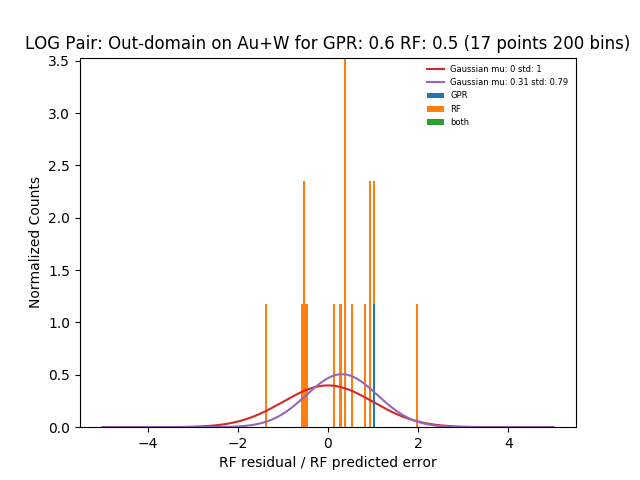 LOG Pair: Out-domain on Au+W for GPR: 0.6 RF: 0.5 (17 points 200 bins)
Gaussian mu: 0 std: 1
Gaussian mu: 0.31 std: 0.79
GPR
RF
both
Normalized Counts
3.5
3.0
2.5
2.0
1.5
1.0
0.5
0.0
−4 −2 0 2 4
RF residual / RF predicted error